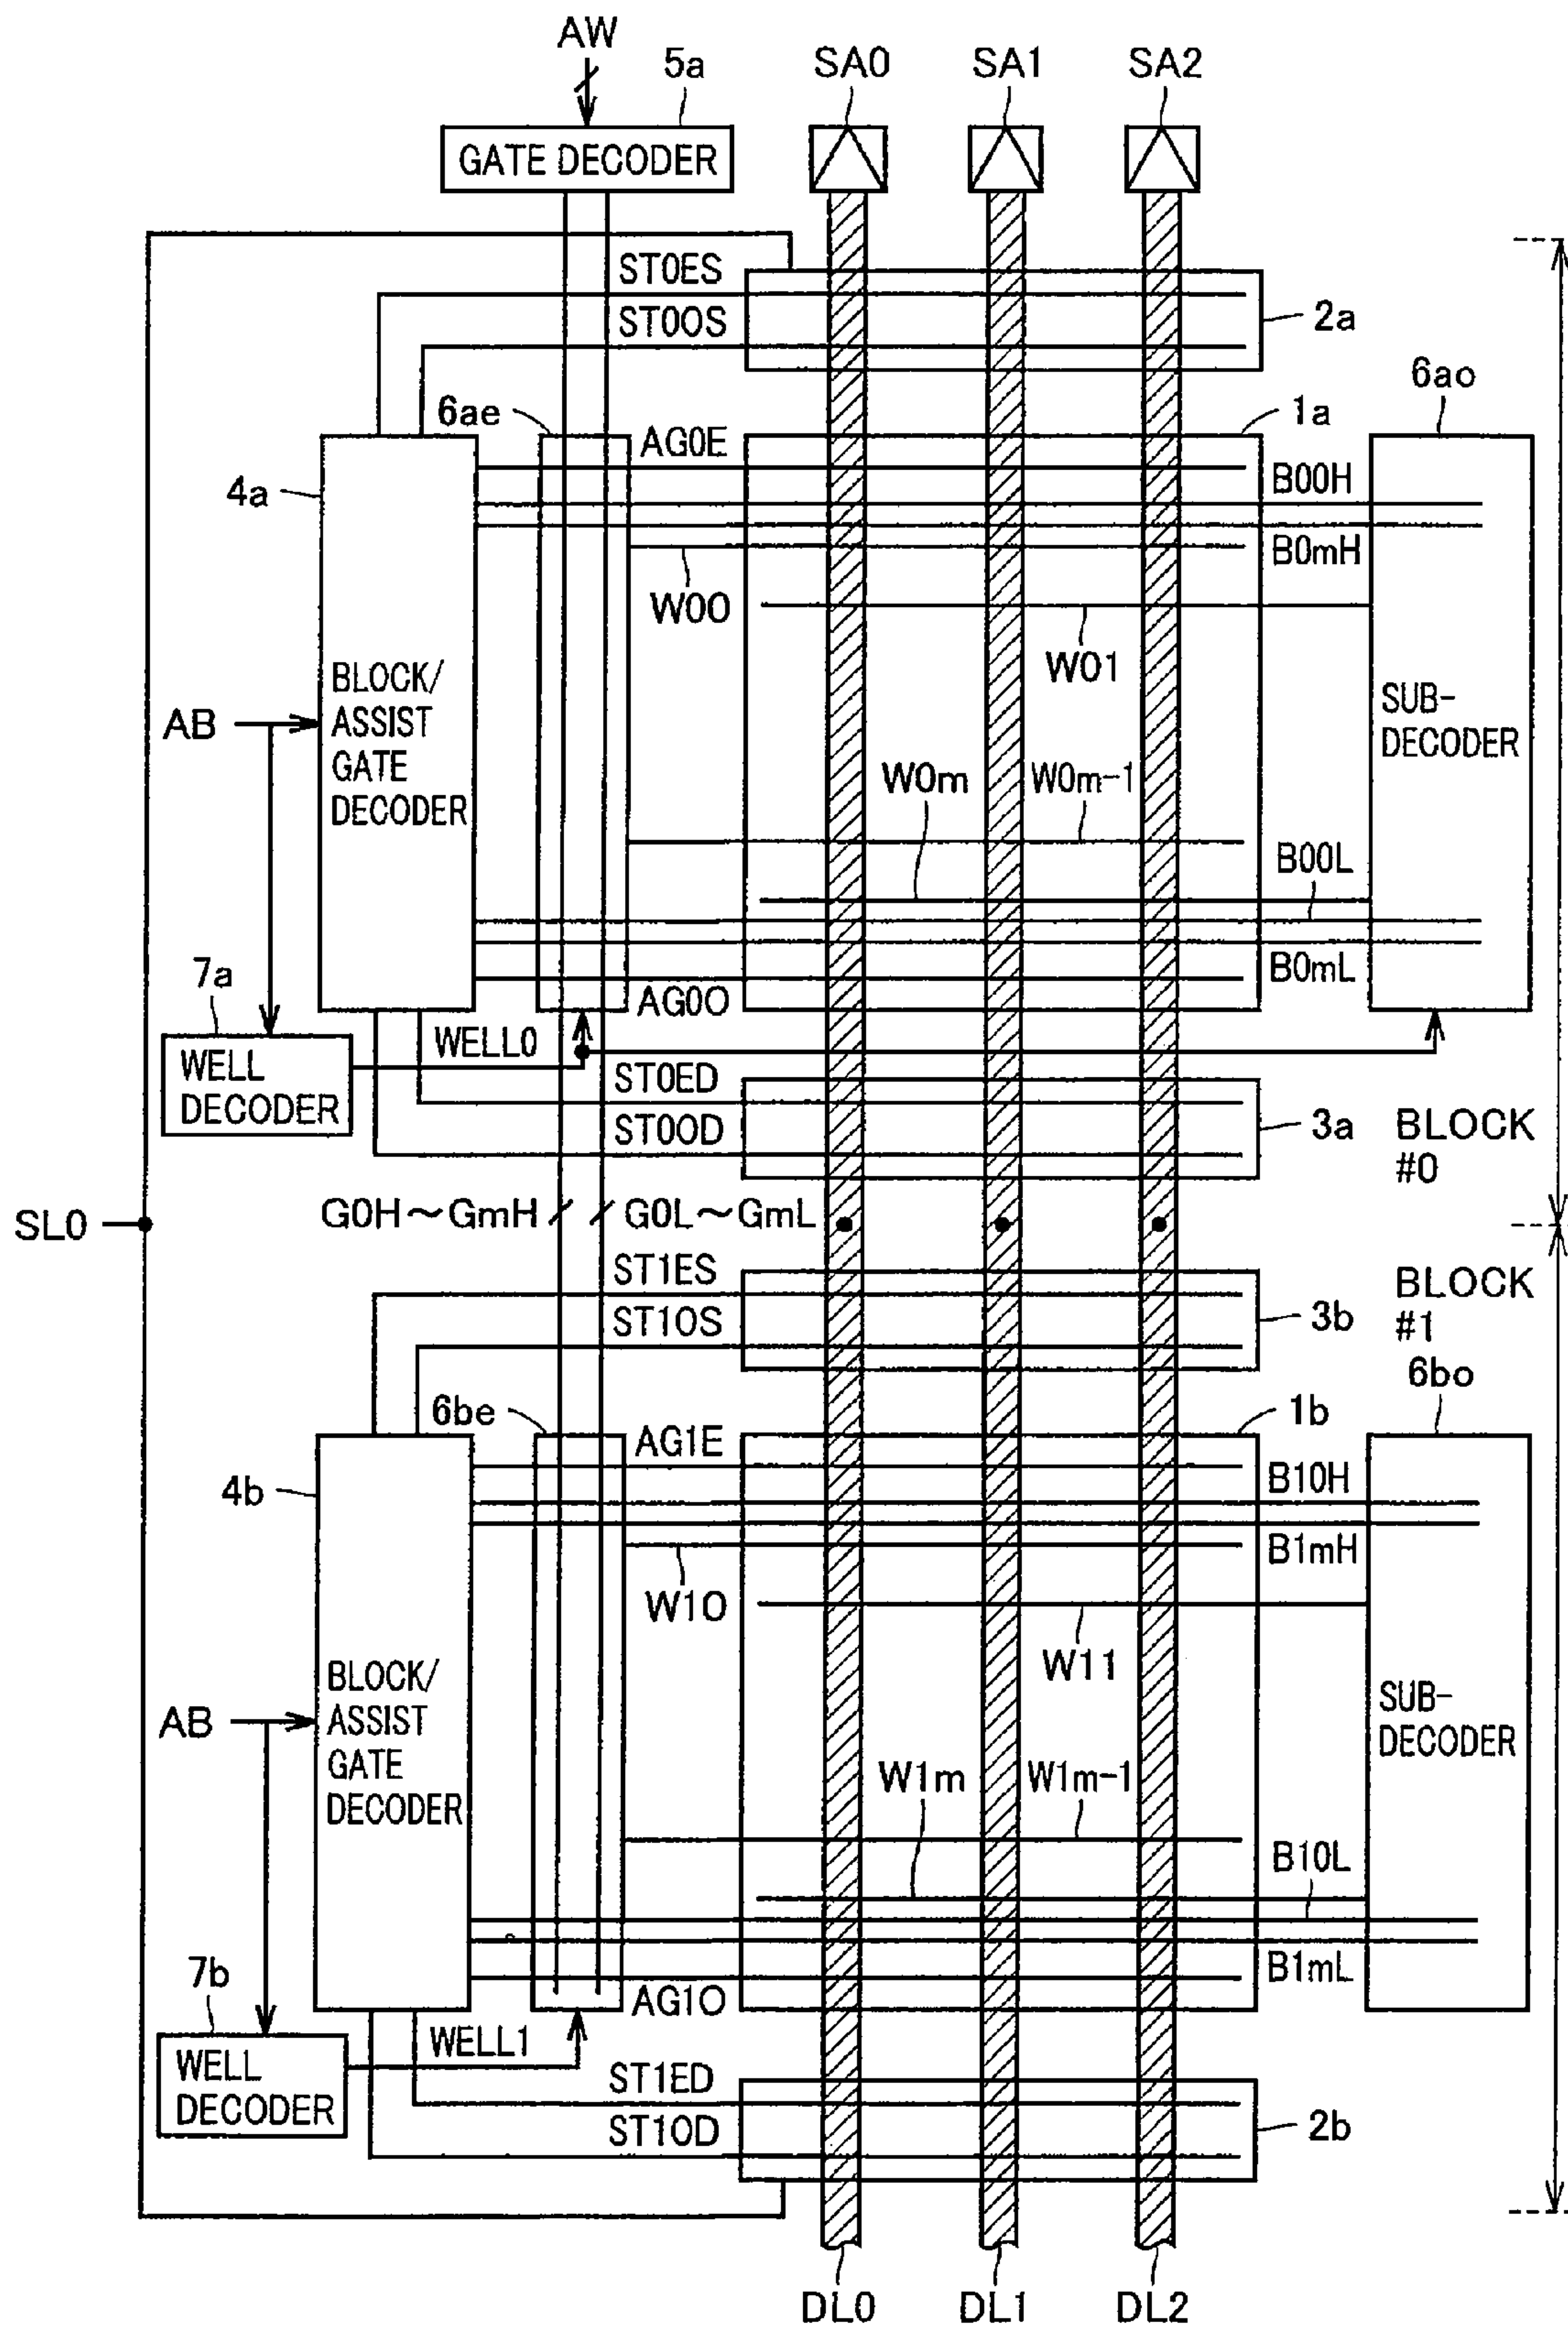 AW
5a
SA0
SA1
SA2
GATE DECODER
ST0ES
ST0OS
2a
6ao
6ae
AG0E
1a
4a
B00H
B0mH
W00
W01
BLOCK/
ASSIST
GATE
DECODER
AB
SUB-
DECODER
W0m
W0m-1
B00L
7a
B0mL
AG0O
WELL0
WELL
DECODER
ST0ED
ST0OD
3a
BLOCK
#0
SL0
G0H~GmH
G0L~GmL
ST1ES
ST1OS
3b
BLOCK
#1
6bo
6be
AG1E
1b
4b
B10H
B1mH
W10
W11
BLOCK/
ASSIST
GATE
DECODER
AB
SUB-
DECODER
W1m
W1m-1
B10L
7b
B1mL
AG1O
WELL1
WELL
DECODER
ST1ED
ST1OD
2b
DL0
DL1
DL2